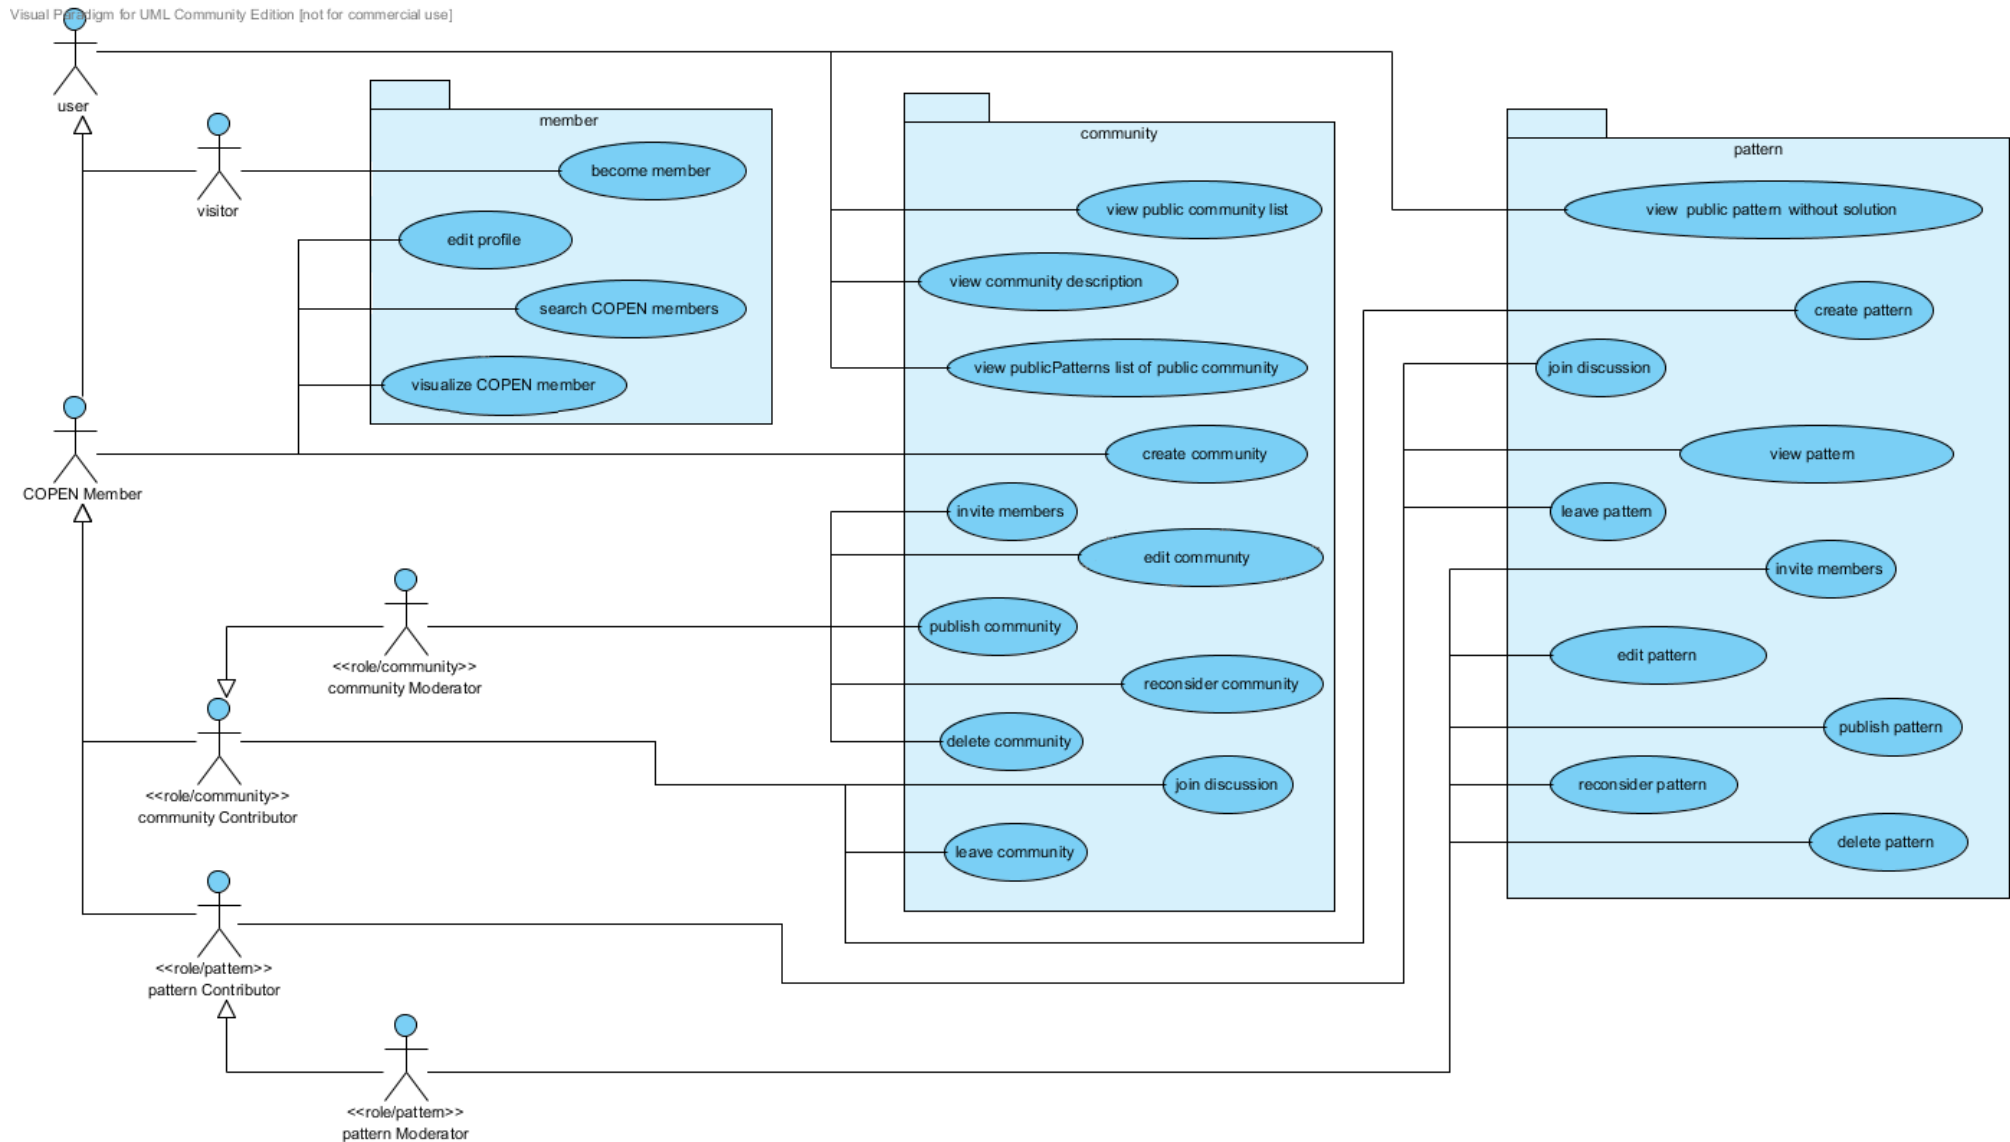 Visual Paradigm for UML Community Edition [not for commercial use]
user
visitor
COPEN Member
<<role/community>>
community Moderator
<<role/community>>
community Contributor
<<role/pattern>>
pattern Contributor
<<role/pattern>>
pattern Moderator
member
become member
edit profile
search COPEN members
visualize COPEN member
community
view public community list
view community description
view publicPatterns list of public community
create community
invite members
edit community
publish community
reconsider community
delete community
join discussion
leave community
pattern
view public pattern without solution
create pattern
join discussion
view pattern
leave pattern
invite members
edit pattern
publish pattern
reconsider pattern
delete pattern